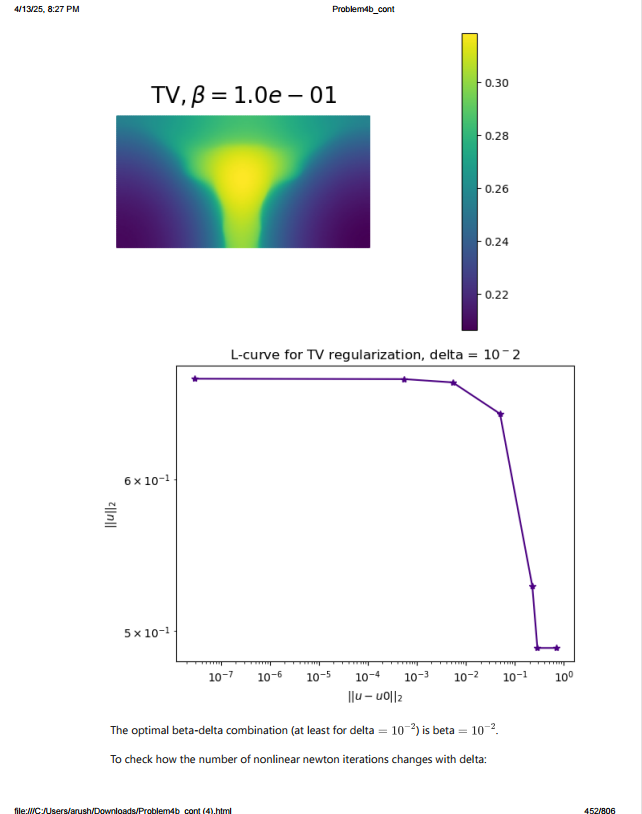 4/13/25, 8:27 PM Problem4b_cont
TV, β = 1.0e − 01
0.30
0.28
0.26
0.24
0.22
L-curve for TV regularization, delta = 10⁻2
6 × 10⁻¹
5 × 10⁻¹
||u||₂
10⁻⁷ 10⁻⁶ 10⁻⁵ 10⁻⁴ 10⁻³ 10⁻² 10⁻¹ 10⁰
||u − u0||₂
The optimal beta-delta combination (at least for delta = 10⁻²) is beta = 10⁻².
To check how the number of nonlinear newton iterations changes with delta:
file:///C:/Users/arush/Downloads/Problem4b_cont (4).html 452/806